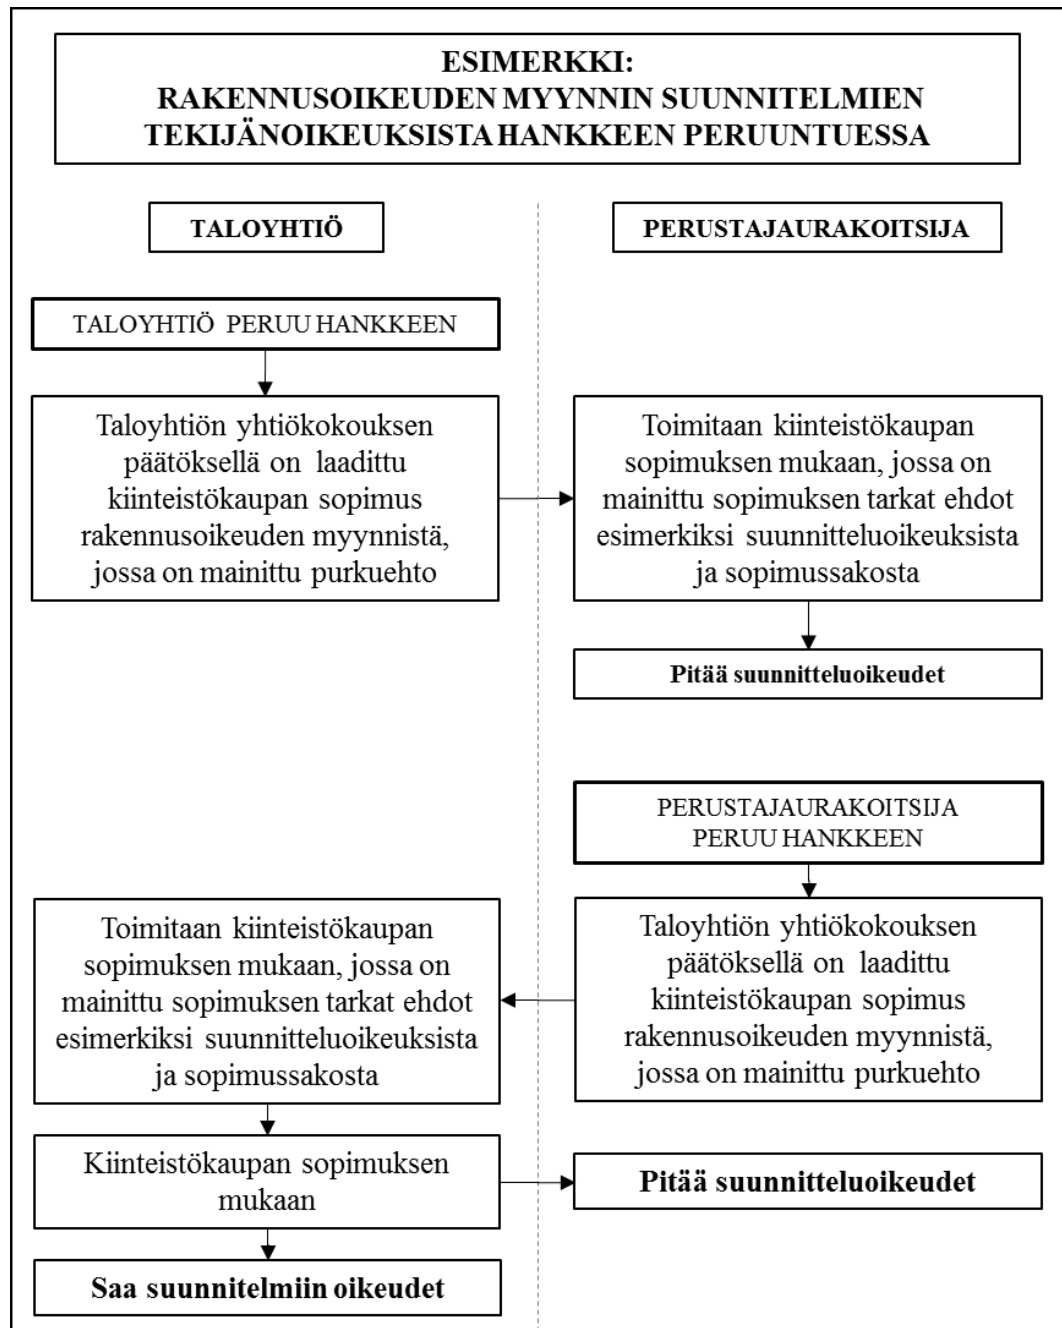 ESIMERKKI:
RAKENNUSOIKEUDEN MYYNNIN SUUNNITELMIEN
TEKIJÄNOIKEUKSISTA HANKKEEN PERUUNTUESSA
TALOYHTIÖ
PERUSTAJAURAKOITSIJA
TALOYHTIÖ PERUU HANKKEEN
Taloyhtiön yhtiökokouksen
päätöksellä on laadittu
kiinteistökaupan sopimus
rakennusoikeuden myynnistä,
jossa on mainittu purkuehto
Toimitaan kiinteistökaupan
sopimuksen mukaan, jossa on
mainittu sopimuksen tarkat ehdot
esimerkiksi suunnitteluoikeuksista
ja sopimussakosta
Pitää suunnitteluoikeudet
PERUSTAJAURAKOITSIJA
PERUU HANKKEEN
Taloyhtiön yhtiökokouksen
päätöksellä on laadittu
kiinteistökaupan sopimus
rakennusoikeuden myynnistä,
jossa on mainittu purkuehto
Toimitaan kiinteistökaupan
sopimuksen mukaan, jossa on
mainittu sopimuksen tarkat ehdot
esimerkiksi suunnitteluoikeuksista
ja sopimussakosta
Kiinteistökaupan sopimuksen
mukaan
Pitää suunnitteluoikeudet
Saa suunnitelmiin oikeudet